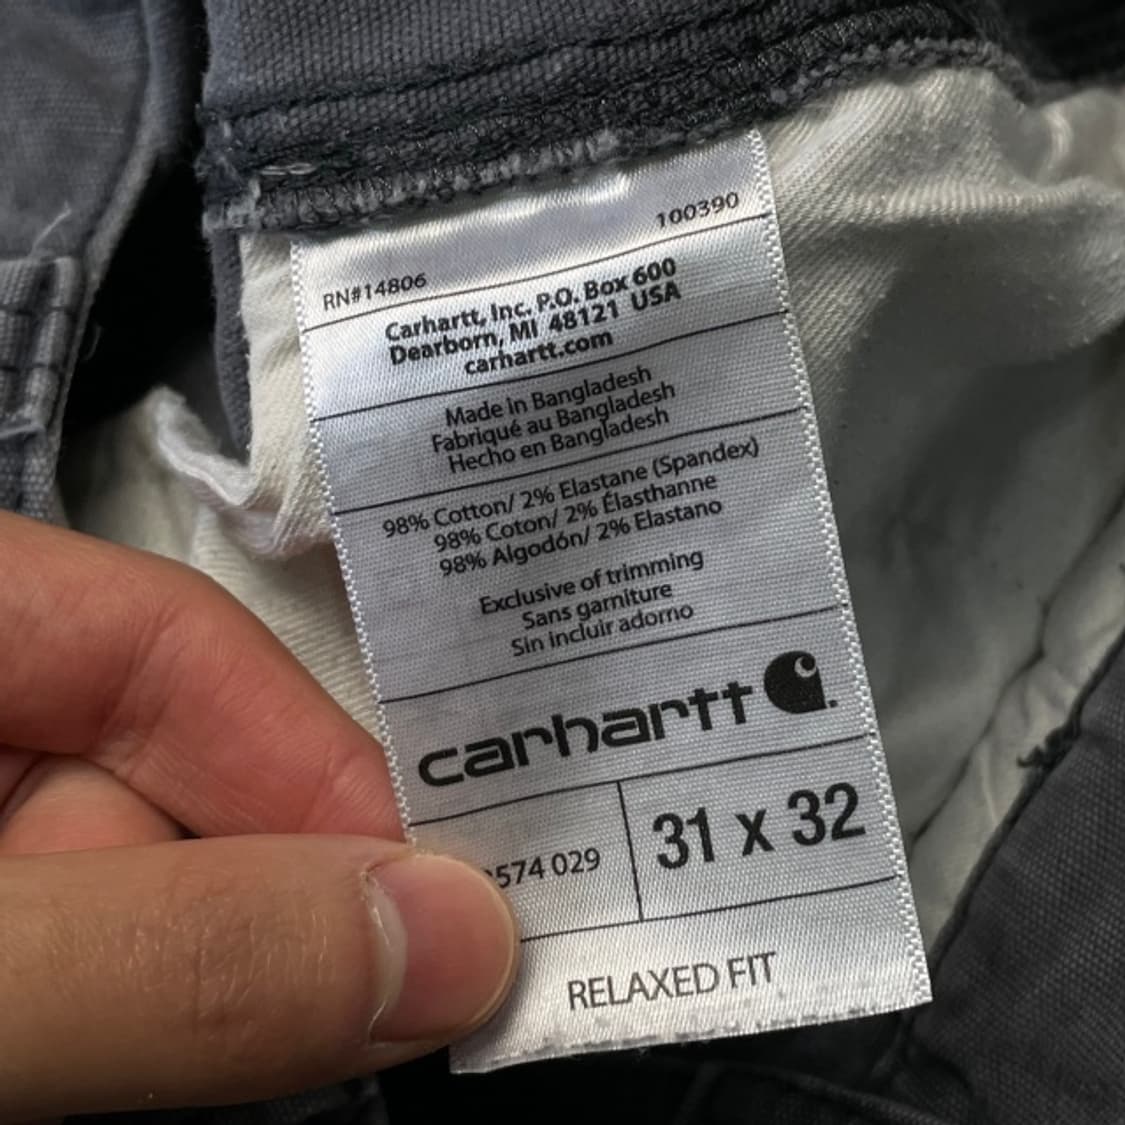 RN#14806 100390
Carhartt, Inc. P.O. Box 600
Dearborn, MI 48121 USA
carhartt.com
Made in Bangladesh
Fabriqué au Bangladesh
Hecho en Bangladesh
98% Cotton/ 2% Elastane (Spandex)
98% Coton/ 2% Élasthanne
98% Algodón/ 2% Elastano
Exclusive of trimming
Sans garniture
Sin incluir adorno
carhartt
574 029 31 x 32
RELAXED FIT